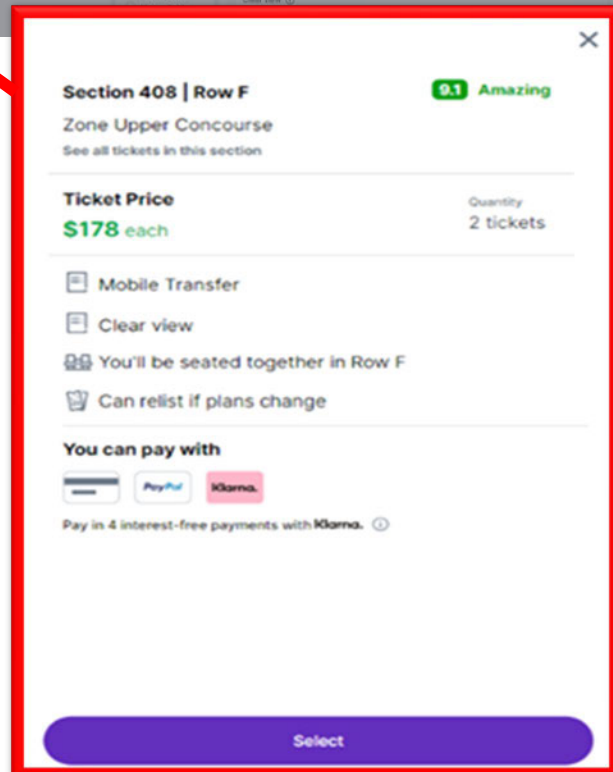 Section 408 | Row F
9.1 Amazing
Zone Upper Concourse
See all tickets in this section
Ticket Price
Quantity
$178 each
2 tickets
Mobile Transfer
Clear view
You'll be seated together in Row F
Can relist if plans change
You can pay with
PayPal
Klarna.
Pay in 4 interest-free payments with Klarna.
Select